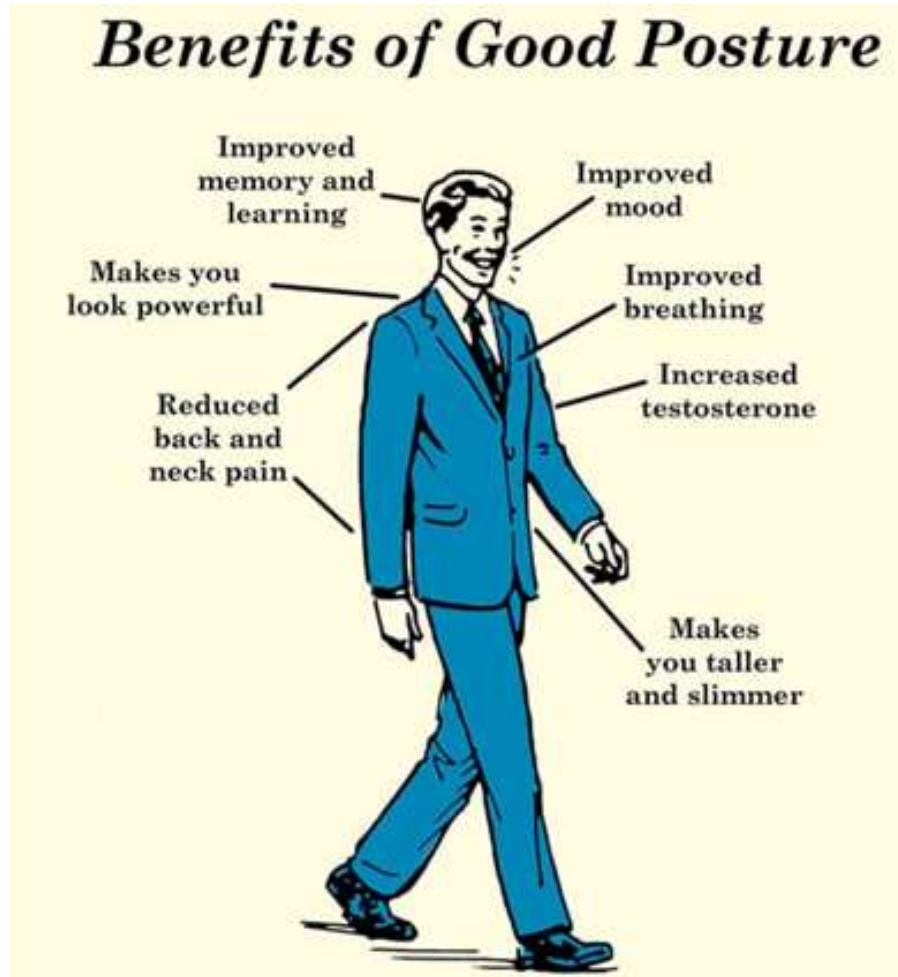 Benefits of Good Posture
Improved
memory and
learning
Improved
mood
Makes you
look powerful
Improved
breathing
Increased
testosterone
Reduced
back and
neck pain
Makes
you taller
and slimmer